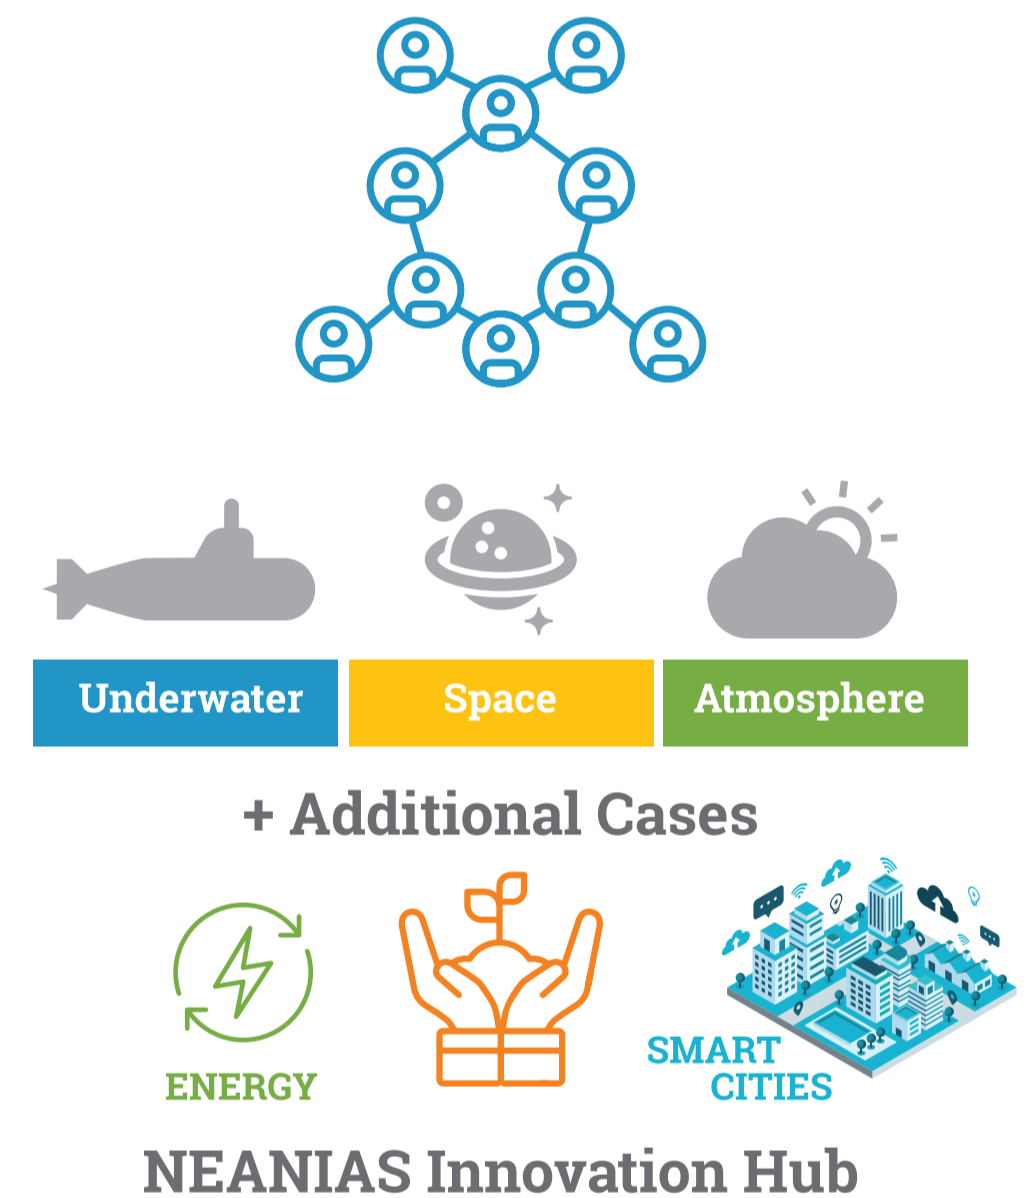 Underwater
Space
Atmosphere
+ Additional Cases
ENERGY
SMART
CITIES
NEANIAS Innovation Hub